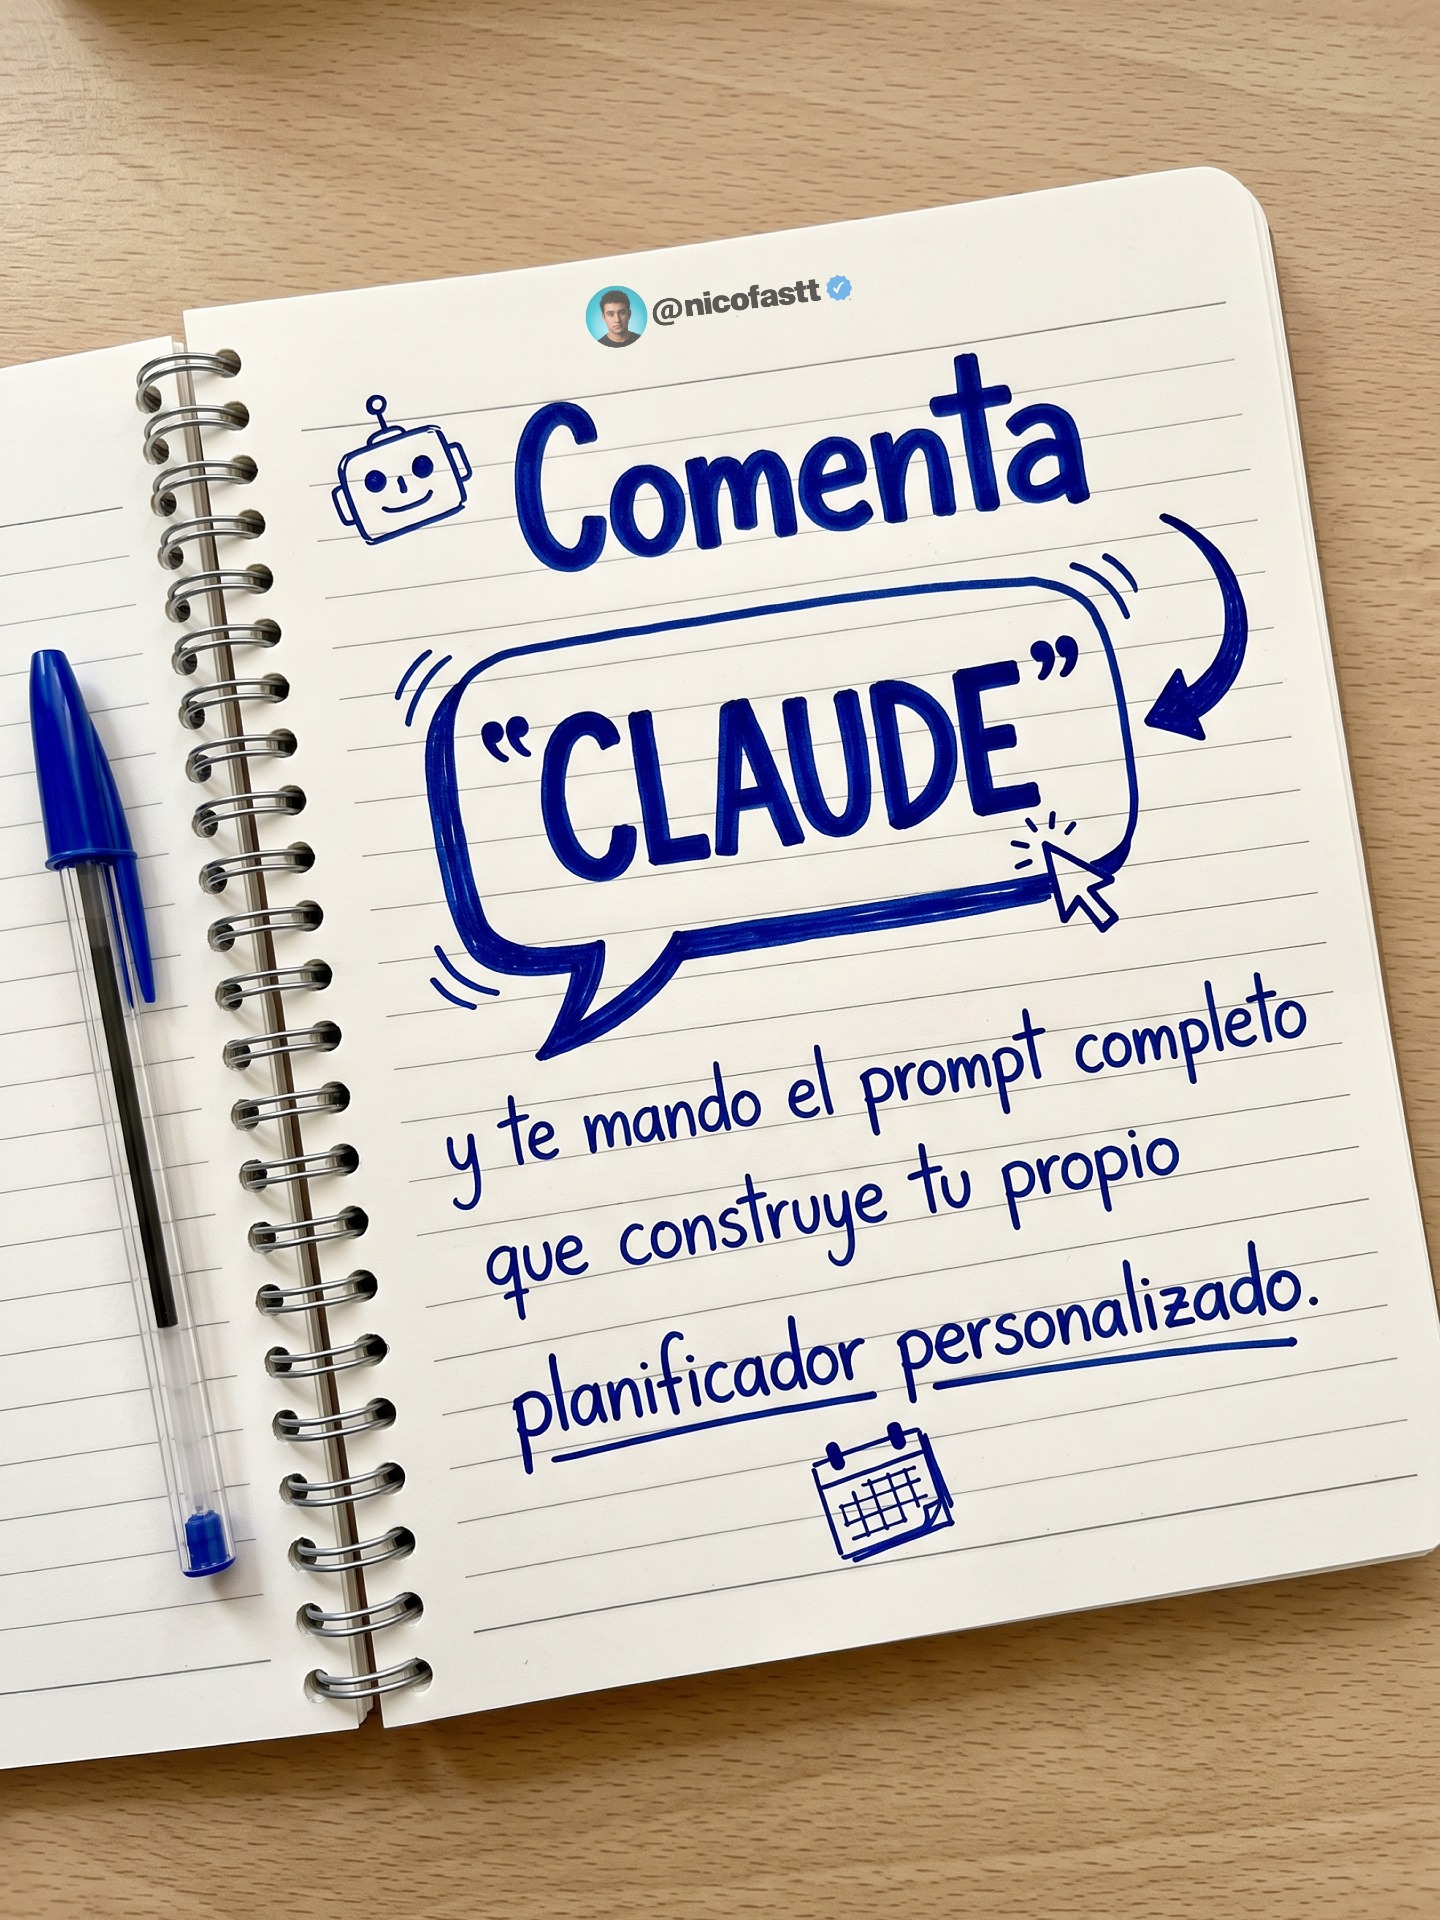 @nicofastt
Comenta
“CLAUDE”
y te mando el prompt completo
que construye tu propio
planificador personalizado.